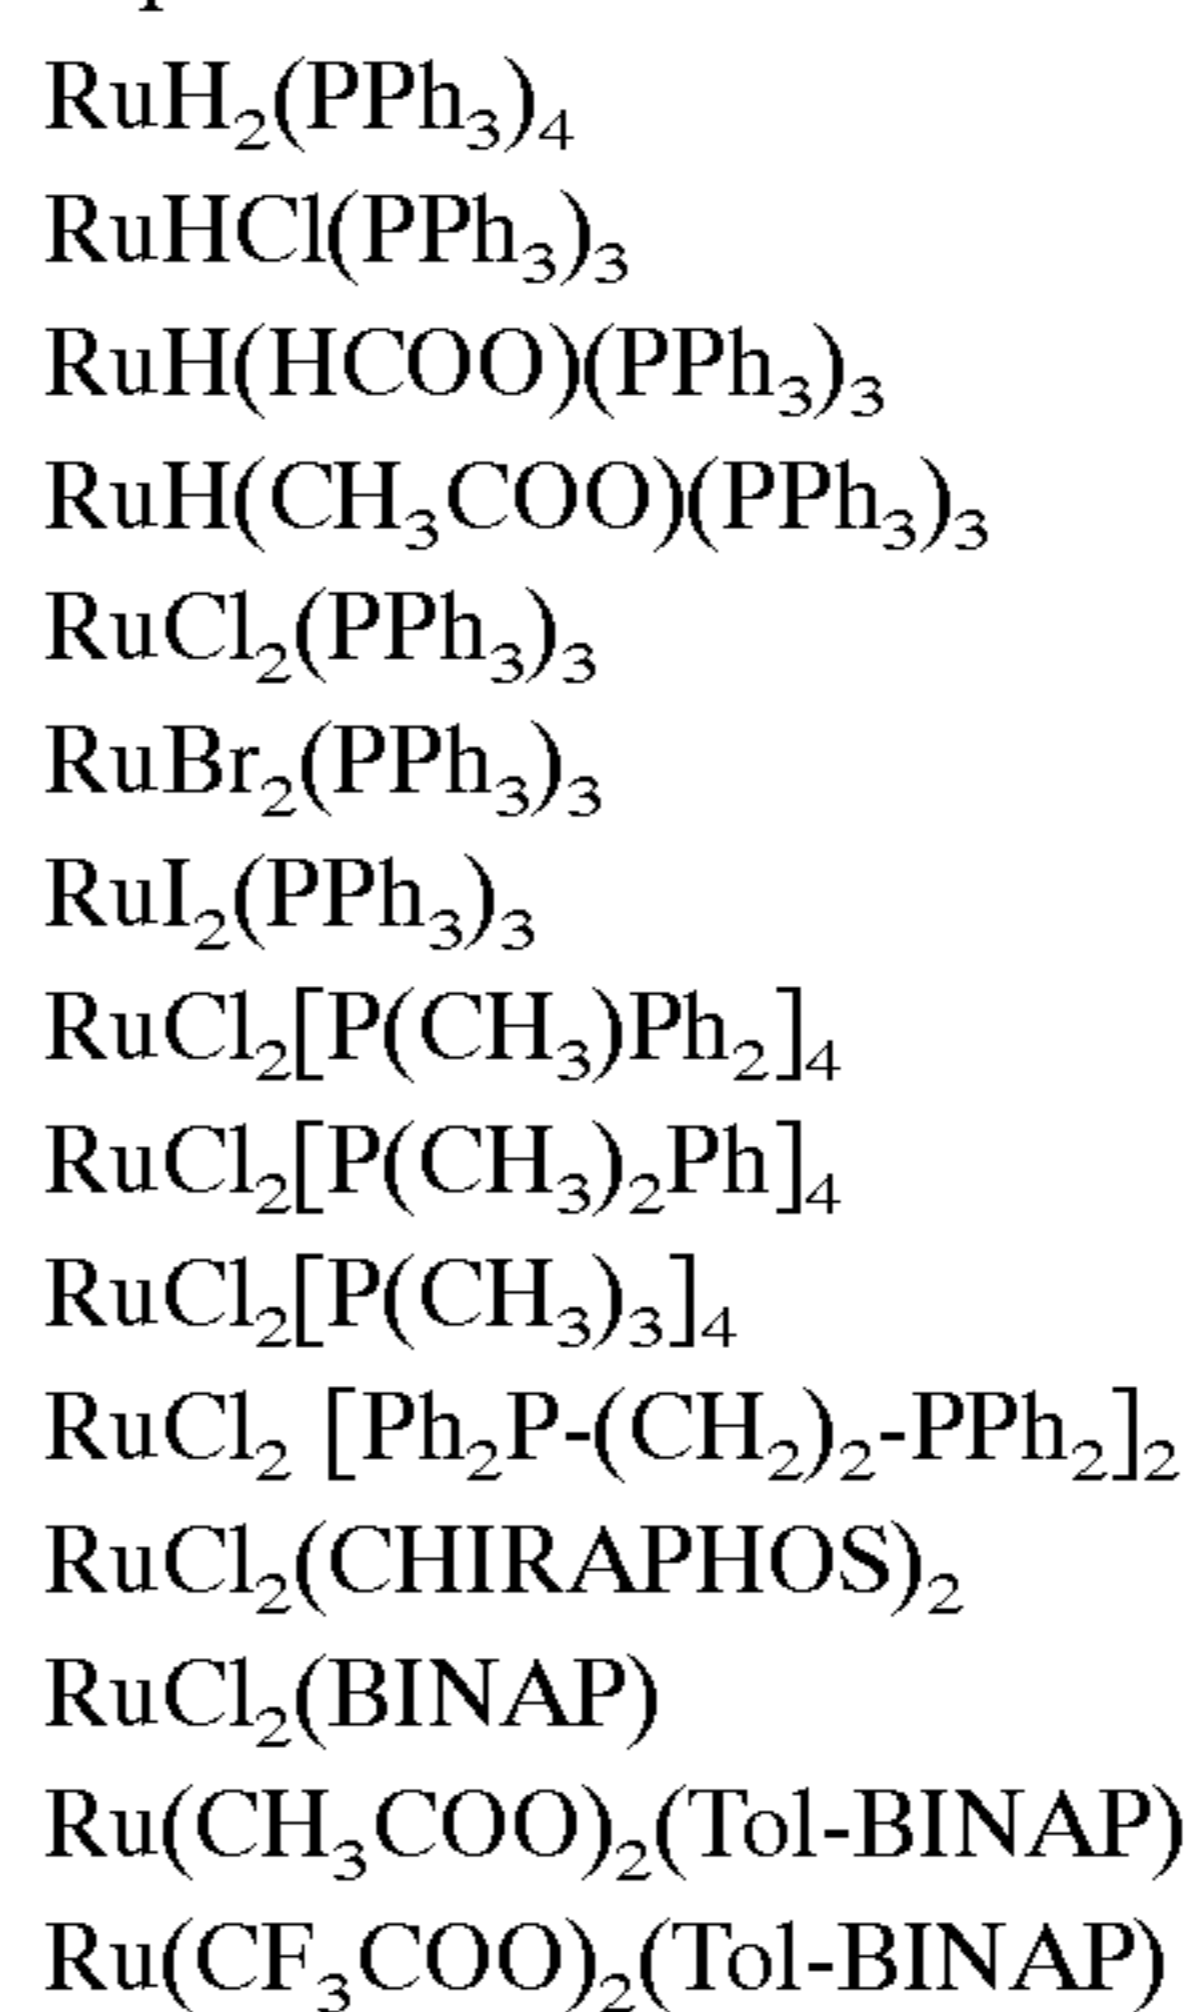 RuH₂(PPh₃)₄
RuHCl(PPh₃)₃
RuH(HCOO)(PPh₃)₃
RuH(CH₃COO)(PPh₃)₃
RuCl₂(PPh₃)₃
RuBr₂(PPh₃)₃
RuI₂(PPh₃)₃
RuCl₂[P(CH₃)Ph₂]₄
RuCl₂[P(CH₃)₂Ph]₄
RuCl₂[P(CH₃)₃]₄
RuCl₂ [Ph₂P-(CH₂)₂-PPh₂]₂
RuCl₂(CHIRAPHOS)₂
RuCl₂(BINAP)
Ru(CH₃COO)₂(Tol-BINAP)
Ru(CF₃COO)₂(Tol-BINAP)